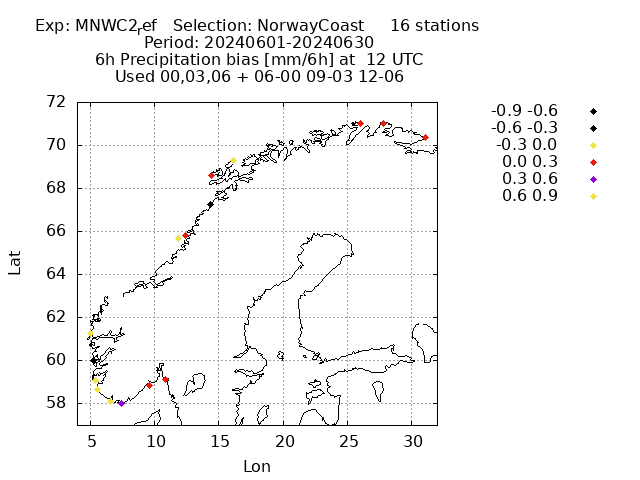 Exp: MNWC2ref Selection: NorwayCoast 16 stations
Period: 20240601-20240630
6h Precipitation bias [mm/6h] at 12 UTC
Used 00,03,06 + 06-00 09-03 12-06
-0.9 -0.6
-0.6 -0.3
-0.3 0.0
0.0 0.3
0.3 0.6
0.6 0.9
72
70
68
66
64
62
60
58
Lat
5 10 15 20 25 30
Lon